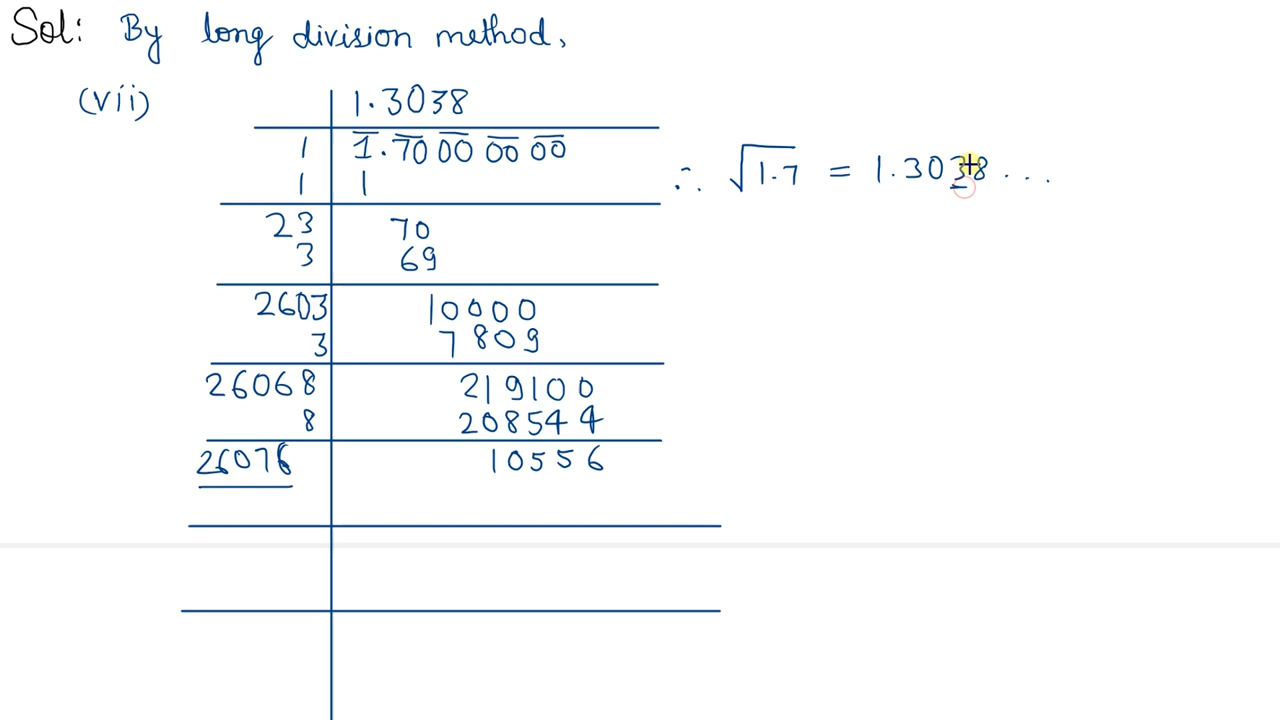 Sol: By long division method,
(vii) 1.3038
1 1.70 00 00 00
1 1
∴ √1.7 = 1.3038 ...
23 70
3 69
2603 10000
3 7809
26068 219100
8 208544
26076 10556